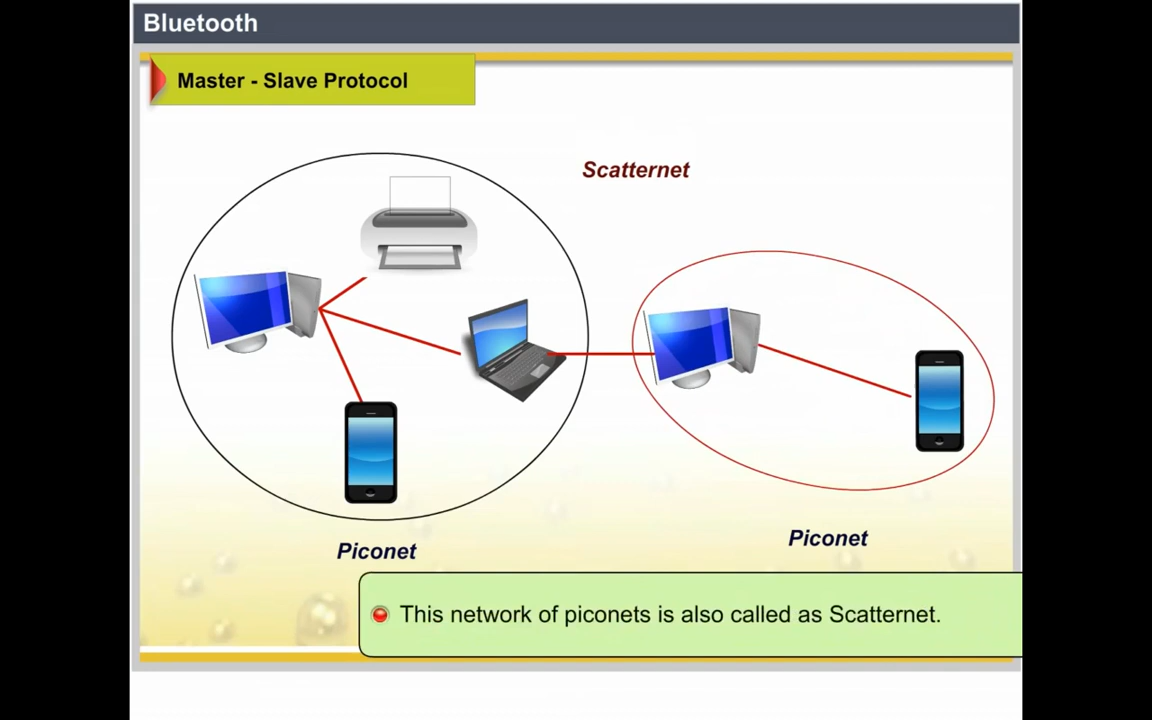 Bluetooth
Master - Slave Protocol
Scatternet
Piconet
Piconet
This network of piconets is also called as Scatternet.